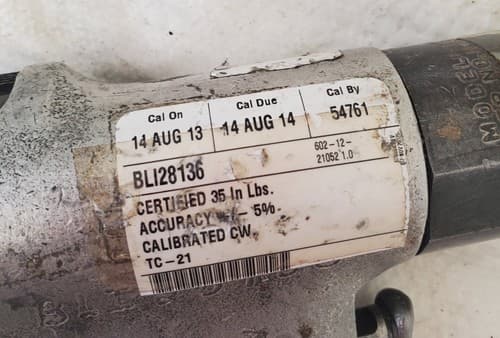 Cal On Cal Due Cal By
14 AUG 13 14 AUG 14 54761
BLI28136 602-12-
21052 1.0
CERTIFIED 35 In Lbs.
ACCURACY +/- 5%
CALIBRATED CW
TC-21
MODEL